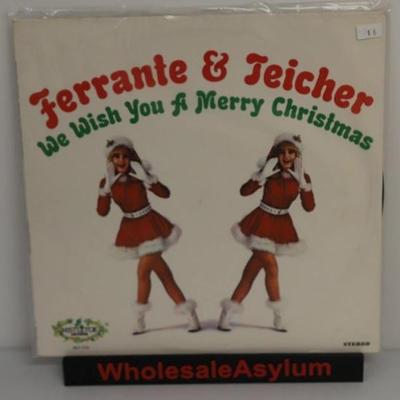 Ferrante & Teicher
We Wish You A Merry Christmas
STEREO
WholesaleAsylum